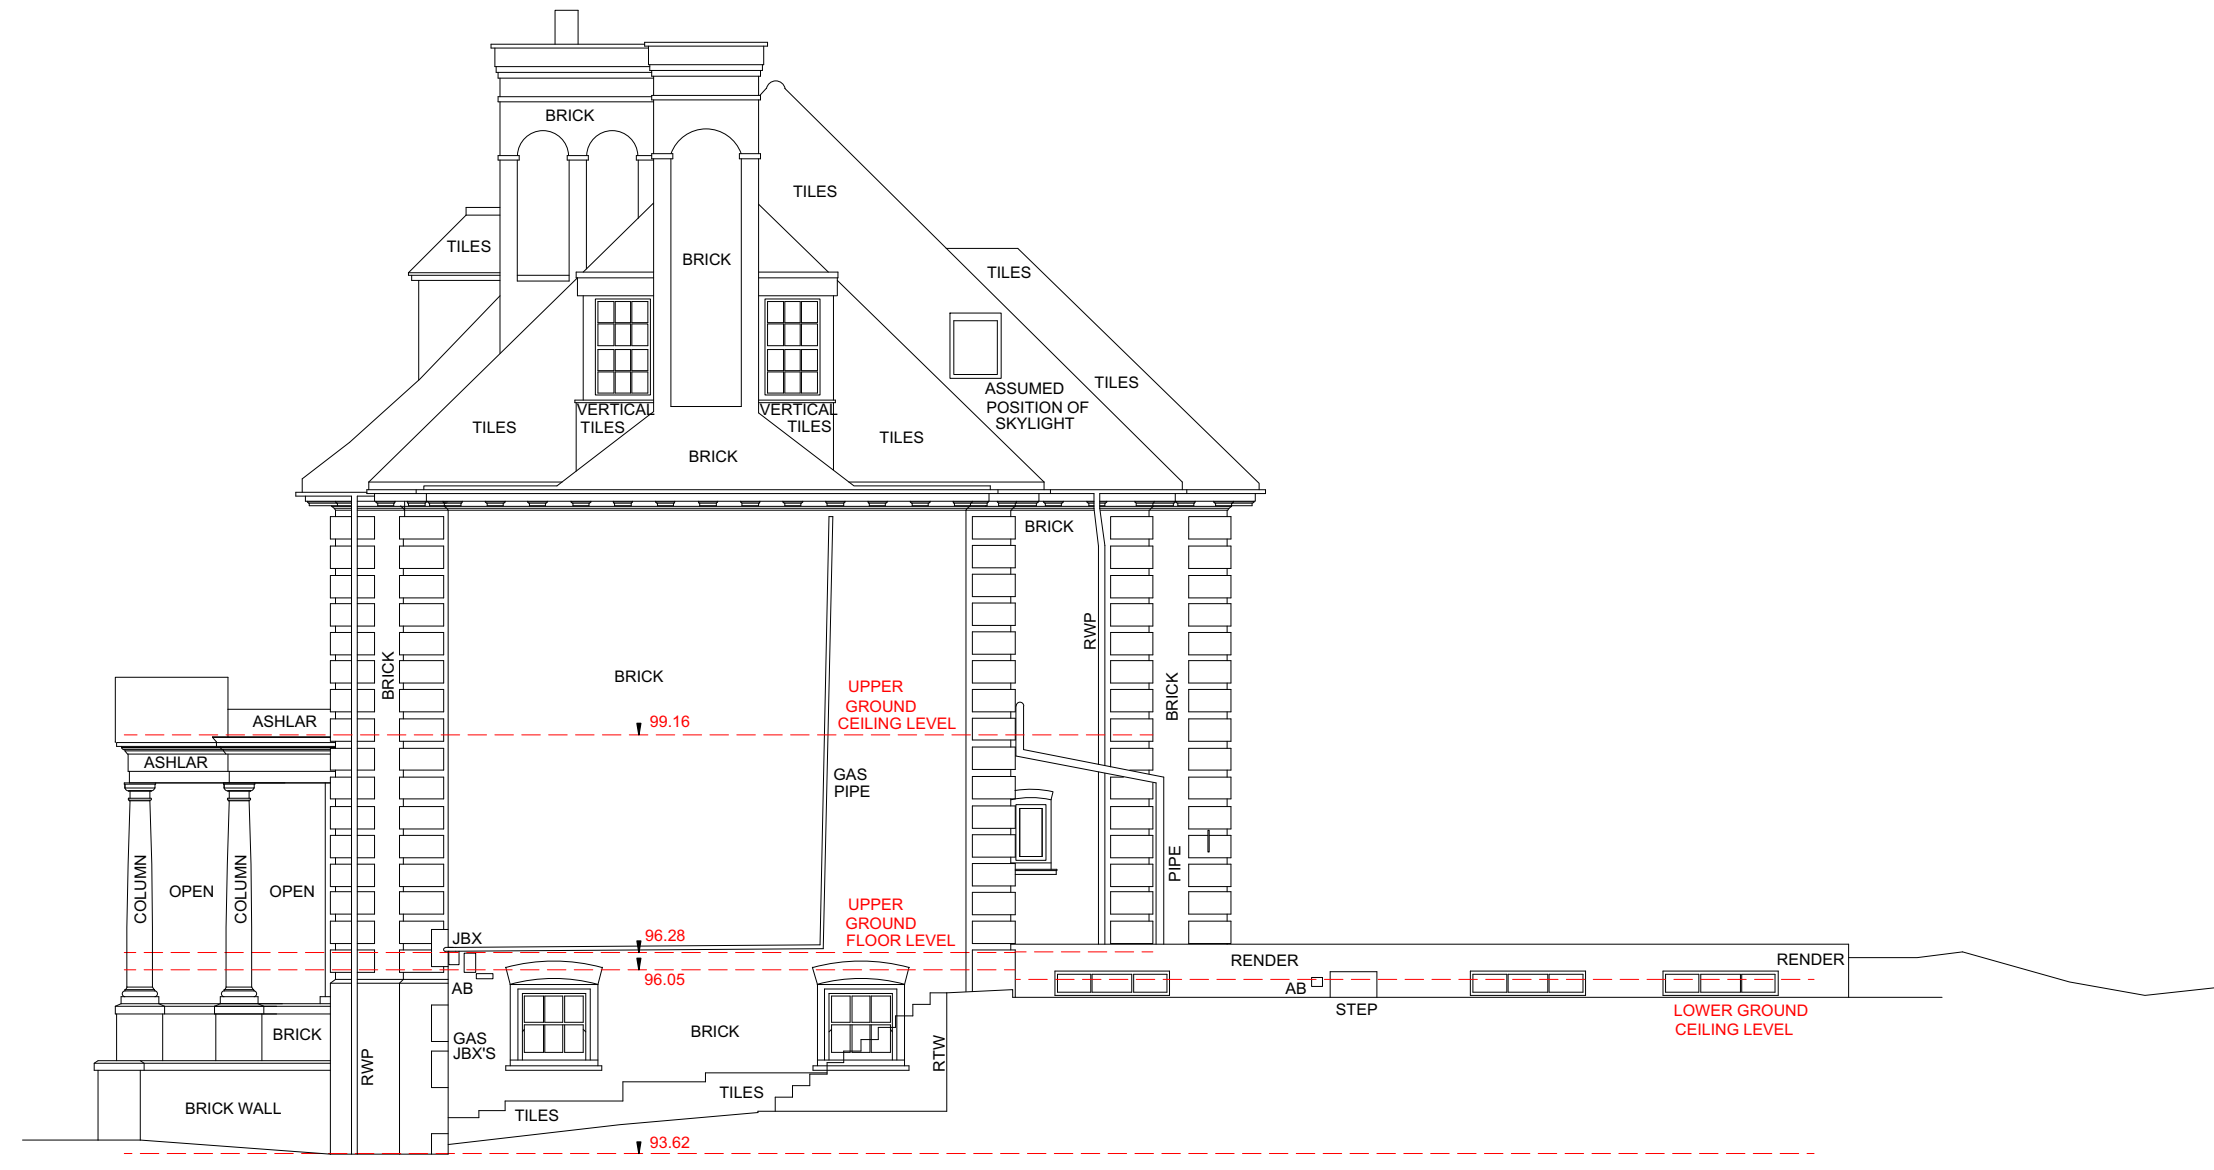 BRICK
TILES
TILES
BRICK
TILES
TILES
ASSUMED
POSITION OF
SKYLIGHT
VERTICAL
TILES
VERTICAL
TILES
TILES
TILES
BRICK
BRICK
RWP
BRICK
BRICK
BRICK
UPPER
GROUND
CEILING LEVEL
99.16
ASHLAR
ASHLAR
GAS
PIPE
COLUMN
OPEN
COLUMN
OPEN
PIPE
UPPER
GROUND
FLOOR LEVEL
JBX
96.28
96.05
AB
RENDER
RENDER
AB
STEP
LOWER GROUND
CEILING LEVEL
BRICK
GAS
JBX'S
BRICK
RTW
RWP
TILES
TILES
BRICK WALL
93.62